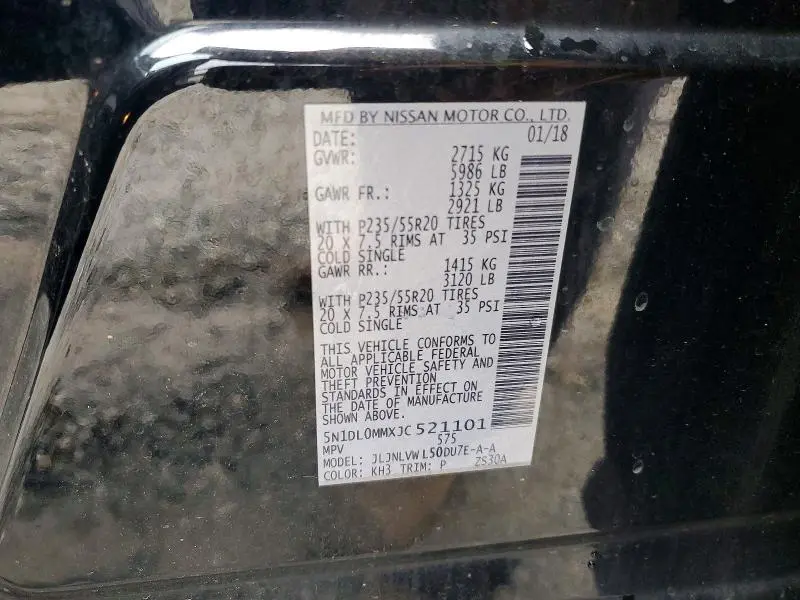 MFD BY NISSAN MOTOR CO., LTD.
DATE: 01/18
GVWR: 2715 KG
5986 LB
GAWR FR.: 1325 KG
2921 LB
WITH P235/55R20 TIRES
20 X 7.5 RIMS AT 35 PSI
COLD SINGLE
GAWR RR.: 1415 KG
3120 LB
WITH P235/55R20 TIRES
20 X 7.5 RIMS AT 35 PSI
COLD SINGLE
THIS VEHICLE CONFORMS TO
ALL APPLICABLE FEDERAL
MOTOR VEHICLE SAFETY AND
THEFT PREVENTION
STANDARDS IN EFFECT ON
THE DATE OF MANUFACTURE
SHOWN ABOVE.
5N1DL0MMXJC521101
MPV 575
MODEL: JLJNLVWL50DU7E-A-A
COLOR: KH3 TRIM: P ZS30A